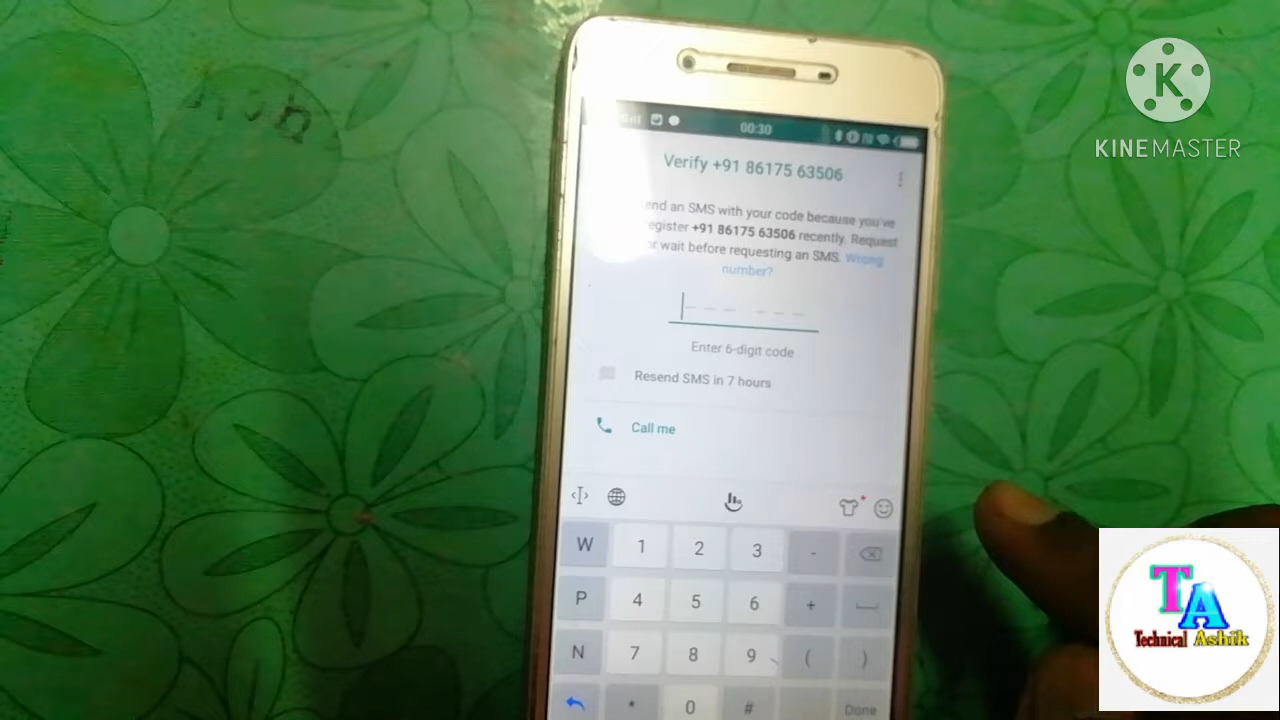 KINEMASTER
00:30
Verify +91 86175 63506
end an SMS with your code because you've
egister +91 86175 63506 recently. Request
or wait before requesting an SMS. Wrong
number?
Enter 6-digit code
Resend SMS in 7 hours
Call me
W 1 2 3 -
P 4 5 6 +
N 7 8 9 ( )
* 0 # Done
TA
Technical Ashik